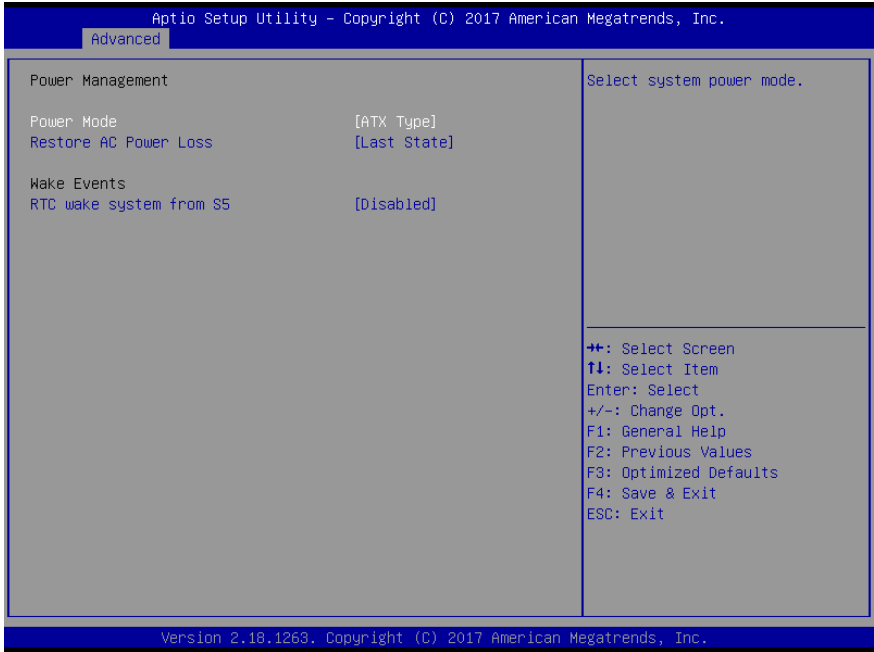 Aptio Setup Utility – Copyright (C) 2017 American Megatrends, Inc.
Advanced
Power Management
Power Mode [ATX Type]
Restore AC Power Loss [Last State]
Wake Events
RTC wake system from S5 [Disabled]
Select system power mode.
→←: Select Screen
↑↓: Select Item
Enter: Select
+/-: Change Opt.
F1: General Help
F2: Previous Values
F3: Optimized Defaults
F4: Save & Exit
ESC: Exit
Version 2.18.1263. Copyright (C) 2017 American Megatrends, Inc.